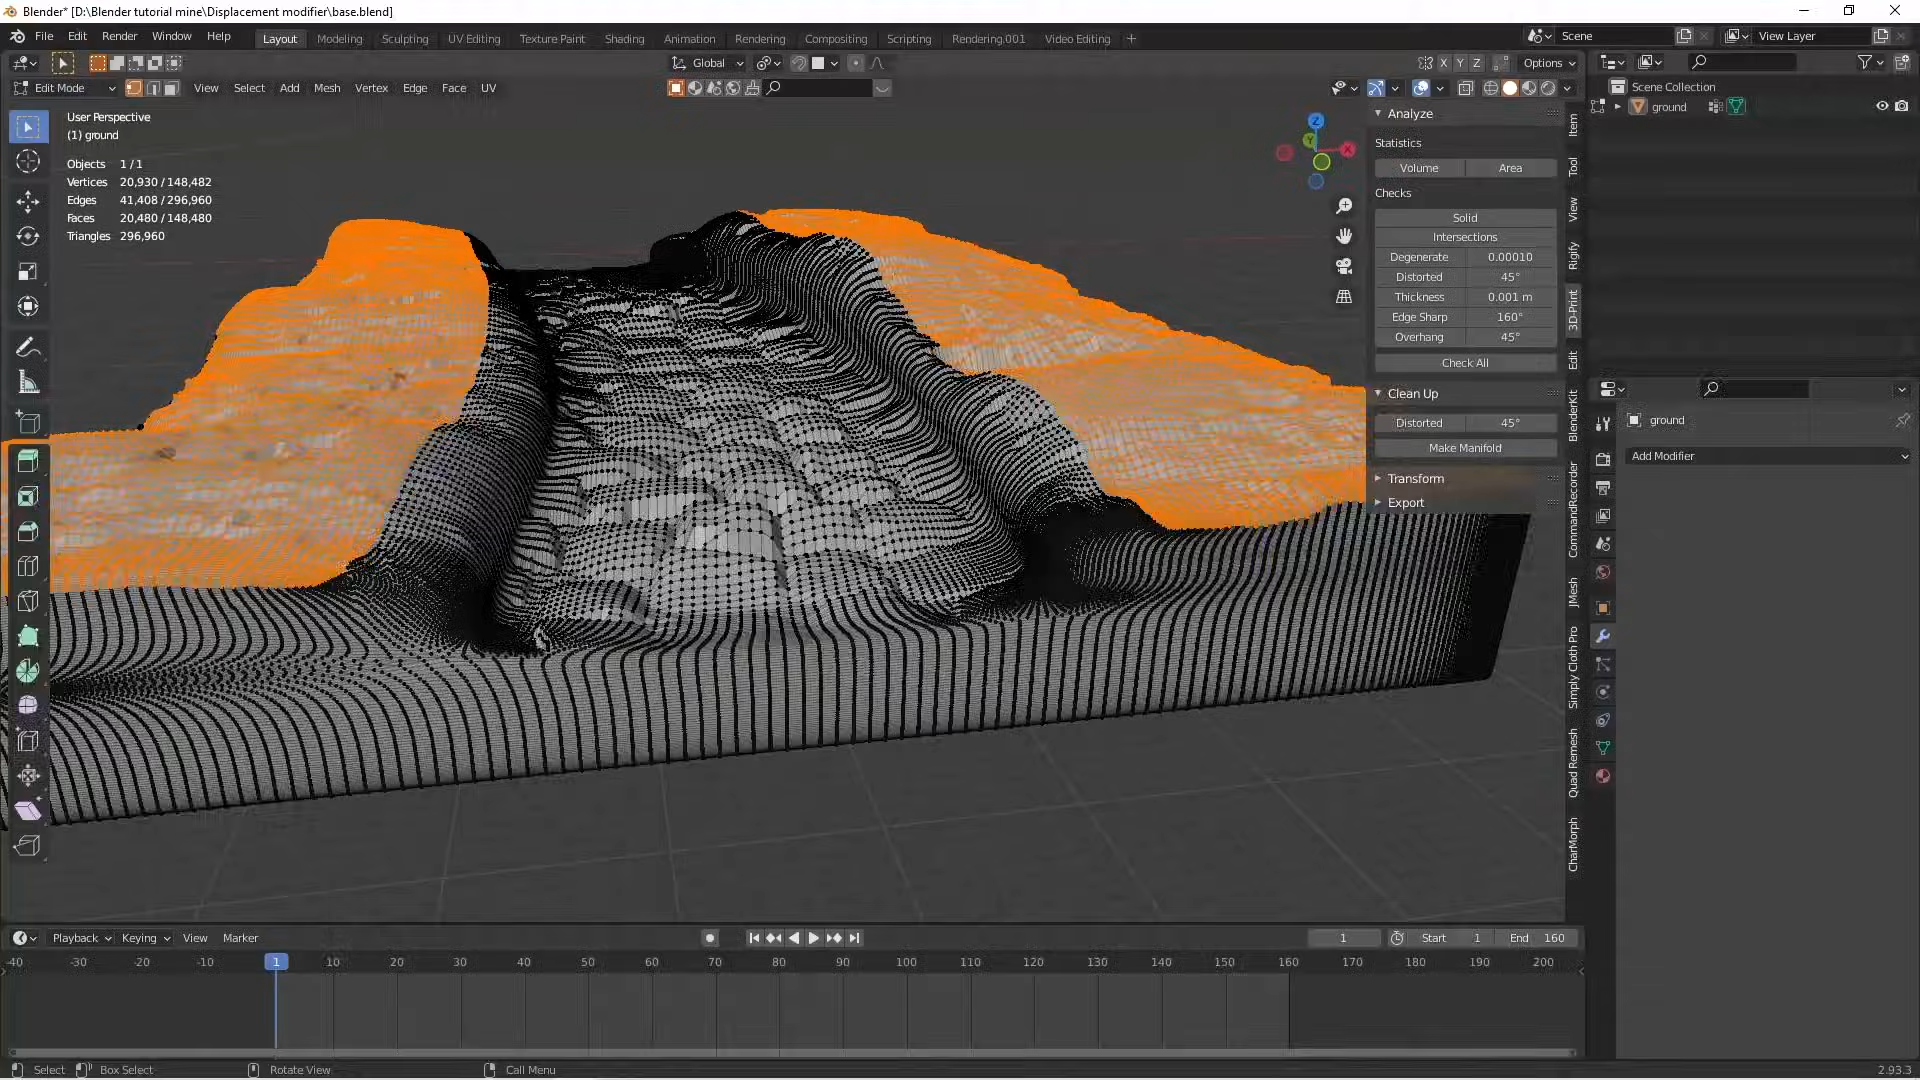 Blender* [D:\Blender tutorial mine\Displacement modifier\base.blend]
File Edit Render Window Help Layout Modeling Sculpting UV Editing Texture Paint Shading Animation Rendering Compositing Scripting Rendering.001 Video Editing + Scene View Layer
Global X Y Z Options
Edit Mode View Select Add Mesh Vertex Edge Face UV
User Perspective
(1) ground
Objects 1 / 1
Vertices 20,930 / 148,482
Edges 41,408 / 296,960
Faces 20,480 / 148,480
Triangles 296,960
Z
Y
X
Analyze
Statistics
Volume Area
Checks
Solid
Intersections
Degenerate 0.00010
Distorted 45°
Thickness 0.001 m
Edge Sharp 160°
Overhang 45°
Check All
Clean Up
Distorted 45°
Make Manifold
Transform
Export
Item
Tool
View
Rigify
3D-Print
Edit
BlenderKit
CommandRecorder
JMesh
Simply Cloth Pro
Quad Remesh
CharMorph
Scene Collection
ground
ground
Add Modifier
Playback Keying View Marker 1 Start 1 End 160
-40 -30 -20 -10 1 10 20 30 40 50 60 70 80 90 100 110 120 130 140 150 160 170 180 190 200
Select Box Select Rotate View Call Menu 2.93.3